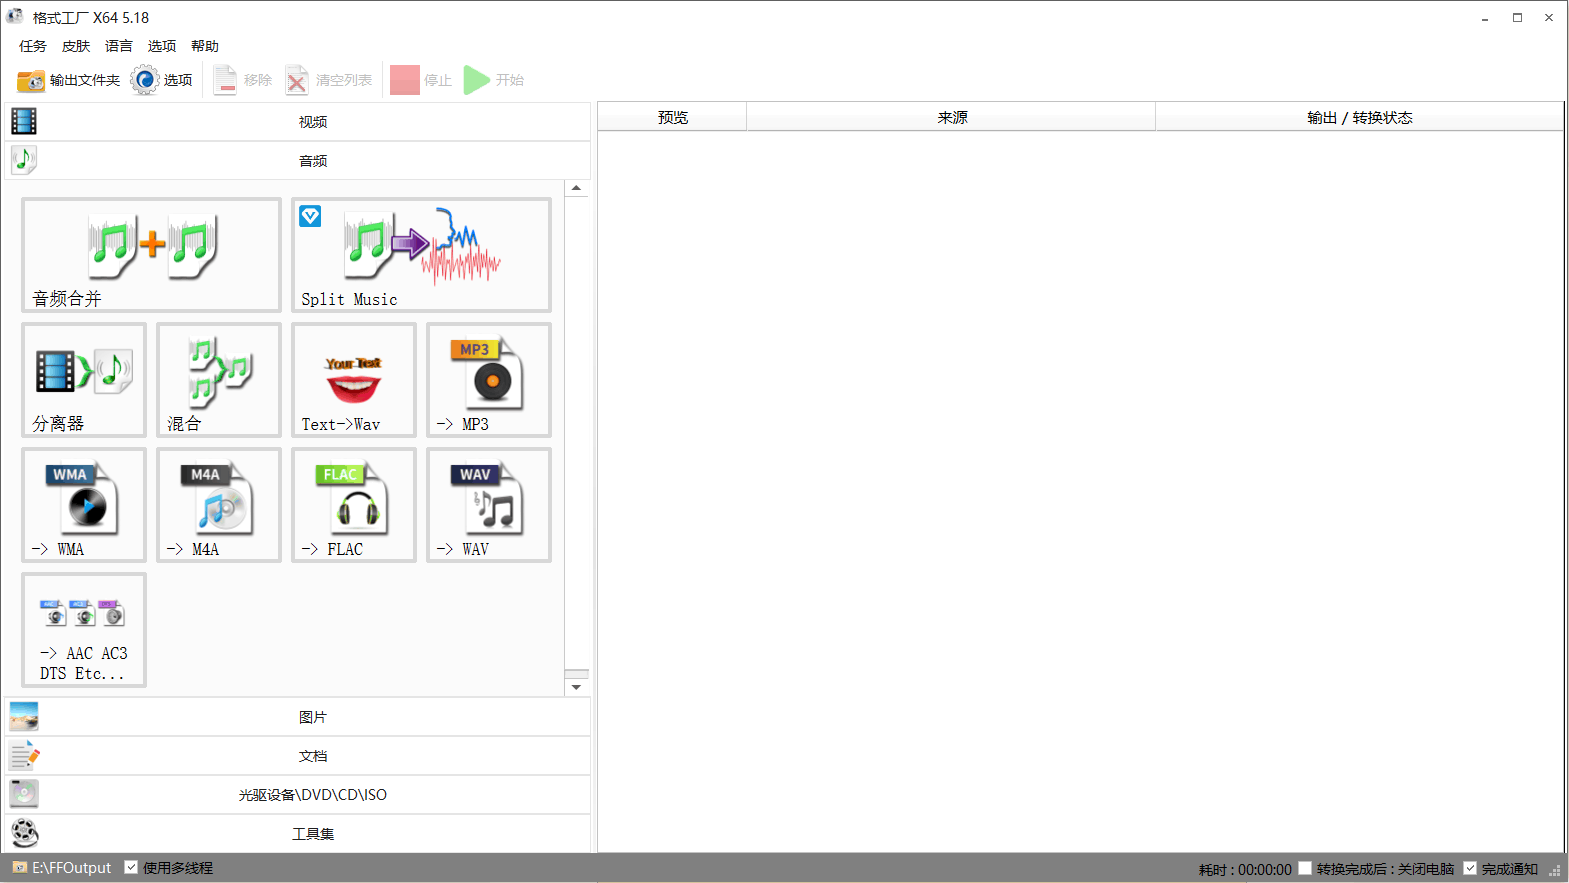 格式工厂 X64 5.18
任务 皮肤 语言 选项 帮助
输出文件夹 选项 移除 清空列表 停止 开始
视频
音频
音频合并
Split Music
分离器
混合
Your Text
Text->Wav
MP3
-> MP3
WMA
-> WMA
M4A
-> M4A
FLAC
-> FLAC
WAV
-> WAV
-> AAC AC3
DTS Etc...
图片
文档
光驱设备\DVD\CD\ISO
工具集
预览 来源 输出 / 转换状态
E:\FFOutput 使用多线程 耗时 : 00:00:00 转换完成后 : 关闭电脑 完成通知